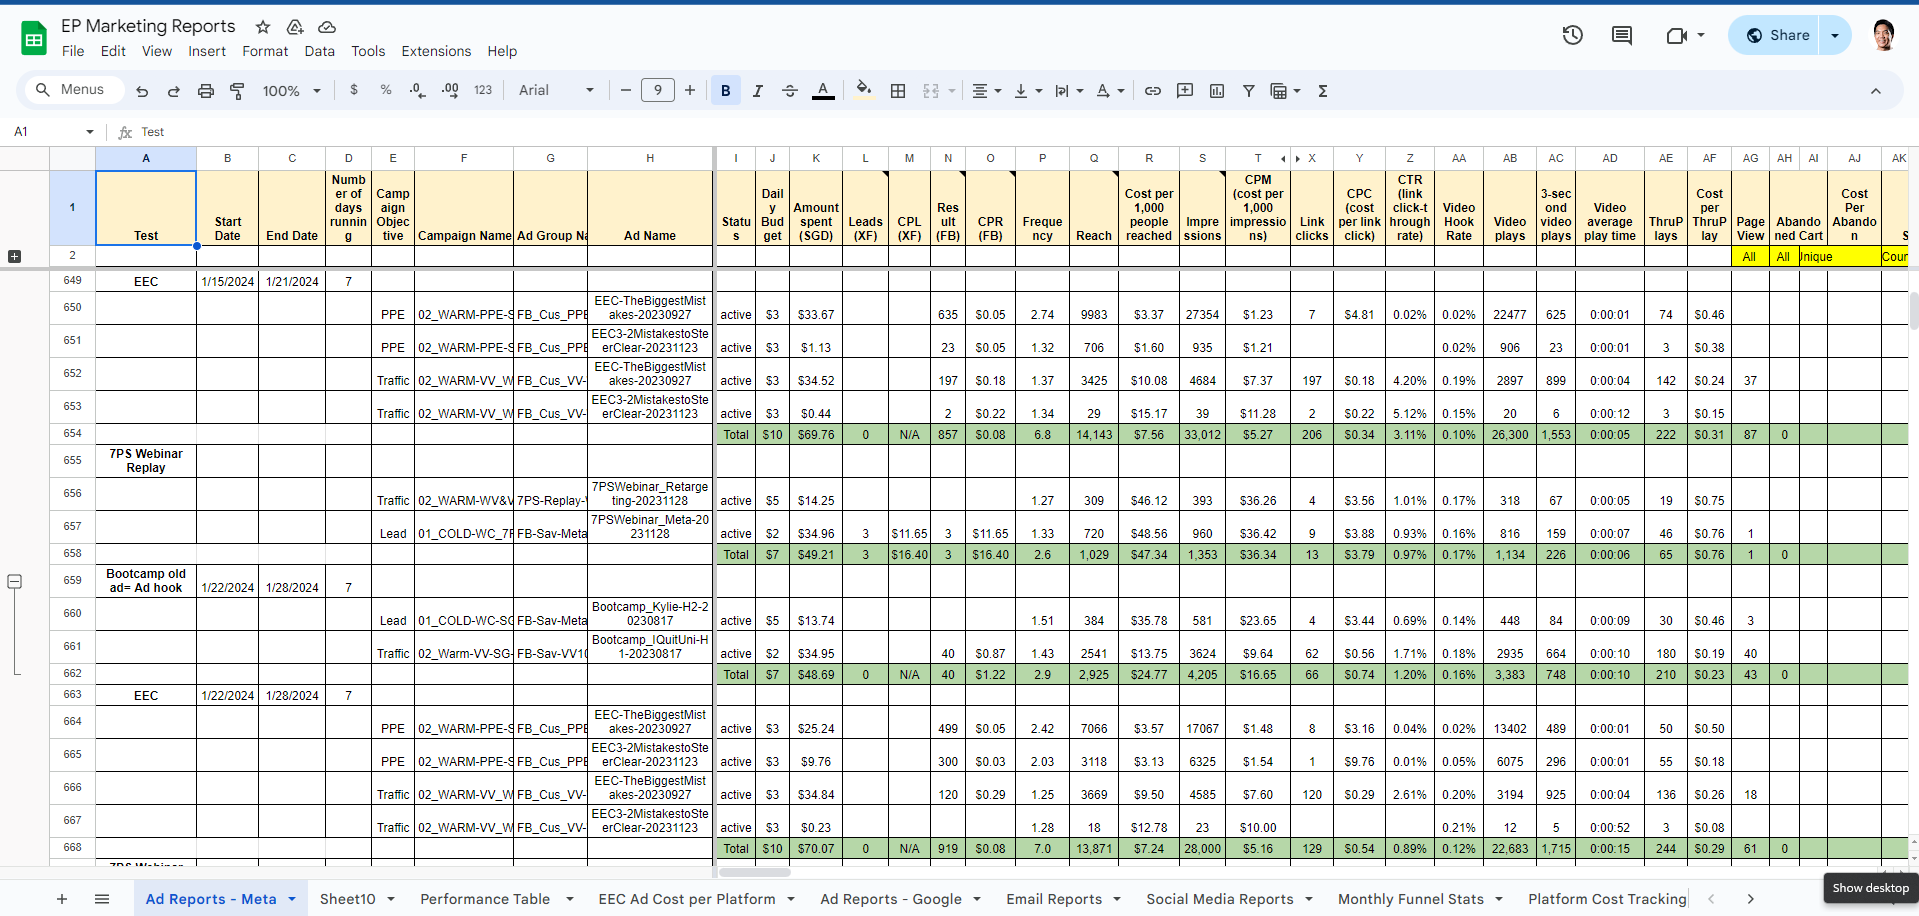 EP Marketing Reports
File Edit View Insert Format Data Tools Extensions Help
Share
Menus 100% $ % .0 .00 123 Arial 9 B I A
A1 Test
A B C D E F G H I J K L M N O P Q R S T X Y Z AA AB AC AD AE AF AG AH AI AJ AK
1 Test Start Date End Date Number of days running Campaign Objective Campaign Name Ad Group Na Ad Name Status Daily Budget Amount spent (SGD) Leads (XF) CPL (XF) Result (FB) CPR (FB) Frequency Reach Cost per 1,000 people reached Impressions CPM (cost per 1,000 impressions) Link clicks CPC (cost per link click) CTR (link click-through rate) Video Hook Rate Video plays 3-second video plays Video average play time ThruPlays Cost per ThruPlay Page View Abandoned Cart Cost Per Abandon S
2 All All Unique Coun
649 EEC 1/15/2024 1/21/2024 7
650 PPE 02_WARM-PPE-S FB_Cus_PPE EEC-TheBiggestMistakes-20230927 active $3 $33.67 635 $0.05 2.74 9983 $3.37 27354 $1.23 7 $4.81 0.02% 0.02% 22477 625 0:00:01 74 $0.46
651 PPE 02_WARM-PPE-S FB_Cus_PPE EEC3-2MistakestoSteerClear-20231123 active $3 $1.13 23 $0.05 1.32 706 $1.60 935 $1.21 0.02% 906 23 0:00:01 3 $0.38
652 Traffic 02_WARM-VV_W FB_Cus_VV- EEC-TheBiggestMistakes-20230927 active $3 $34.52 197 $0.18 1.37 3425 $10.08 4684 $7.37 197 $0.18 4.20% 0.19% 2897 899 0:00:04 142 $0.24 37
653 Traffic 02_WARM-VV_W FB_Cus_VV- EEC3-2MistakestoSteerClear-20231123 active $3 $0.44 2 $0.22 1.34 29 $15.17 39 $11.28 2 $0.22 5.12% 0.15% 20 6 0:00:12 3 $0.15
654 Total $10 $69.76 0 N/A 857 $0.08 6.8 14,143 $7.56 33,012 $5.27 206 $0.34 3.11% 0.10% 26,300 1,553 0:00:05 222 $0.31 87 0
655 7PS Webinar Replay
656 Traffic 02_WARM-WV&V 7PS-Replay-V 7PSWebinar_Retargeting-20231128 active $5 $14.25 1.27 309 $46.12 393 $36.26 4 $3.56 1.01% 0.17% 318 67 0:00:05 19 $0.75
657 Lead 01_COLD-WC_7F FB-Sav-Meta 7PSWebinar_Meta-20231128 active $2 $34.96 3 $11.65 3 $11.65 1.33 720 $48.56 960 $36.42 9 $3.88 0.93% 0.16% 816 159 0:00:07 46 $0.76 1
658 Total $7 $49.21 3 $16.40 3 $16.40 2.6 1,029 $47.34 1,353 $36.34 13 $3.79 0.97% 0.17% 1,134 226 0:00:06 65 $0.76 1 0
659 Bootcamp old ad= Ad hook 1/22/2024 1/28/2024 7
660 Lead 01_COLD-WC-SG FB-Sav-Meta Bootcamp_Kylie-H2-20230817 active $5 $13.74 1.51 384 $35.78 581 $23.65 4 $3.44 0.69% 0.14% 448 84 0:00:09 30 $0.46 3
661 Traffic 02_Warm-VV-SG- FB-Sav-VV10 Bootcamp_IQuitUni-H1-20230817 active $2 $34.95 40 $0.87 1.43 2541 $13.75 3624 $9.64 62 $0.56 1.71% 0.18% 2935 664 0:00:10 180 $0.19 40
662 Total $7 $48.69 0 N/A 40 $1.22 2.9 2,925 $24.77 4,205 $16.65 66 $0.74 1.20% 0.16% 3,383 748 0:00:10 210 $0.23 43 0
663 EEC 1/22/2024 1/28/2024 7
664 PPE 02_WARM-PPE-S FB_Cus_PPE EEC-TheBiggestMistakes-20230927 active $3 $25.24 499 $0.05 2.42 7066 $3.57 17067 $1.48 8 $3.16 0.04% 0.02% 13402 489 0:00:01 50 $0.50
665 PPE 02_WARM-PPE-S FB_Cus_PPE EEC3-2MistakestoSteerClear-20231123 active $3 $9.76 300 $0.03 2.03 3118 $3.13 6325 $1.54 1 $9.76 0.01% 0.05% 6075 296 0:00:01 55 $0.18
666 Traffic 02_WARM-VV_W FB_Cus_VV- EEC-TheBiggestMistakes-20230927 active $3 $34.84 120 $0.29 1.25 3669 $9.50 4585 $7.60 120 $0.29 2.61% 0.20% 3194 925 0:00:04 136 $0.26 18
667 Traffic 02_WARM-VV_W FB_Cus_VV- EEC3-2MistakestoSteerClear-20231123 active $3 $0.23 1.28 18 $12.78 23 $10.00 0.21% 12 5 0:00:52 3 $0.08
668 Total $10 $70.07 0 N/A 919 $0.08 7.0 13,871 $7.24 28,000 $5.16 129 $0.54 0.89% 0.12% 22,683 1,715 0:00:15 244 $0.29 61 0
Show desktop
Ad Reports - Meta Sheet10 Performance Table EEC Ad Cost per Platform Ad Reports - Google Email Reports Social Media Reports Monthly Funnel Stats Platform Cost Tracking